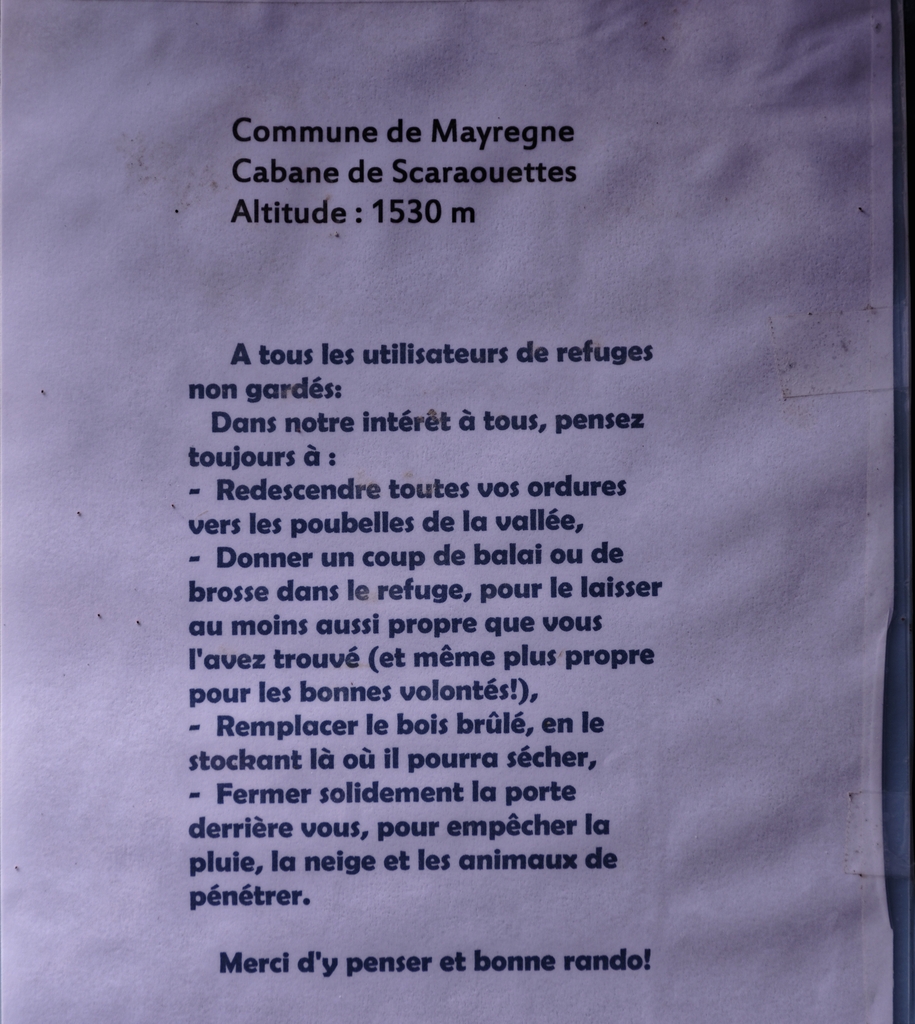 Commune de Mayregne
Cabane de Scaraouettes
Altitude : 1530 m
A tous les utilisateurs de refuges
non gardés:
Dans notre intérêt à tous, pensez
toujours à :
- Redescendre toutes vos ordures
vers les poubelles de la vallée,
- Donner un coup de balai ou de
brosse dans le refuge, pour le laisser
au moins aussi propre que vous
l'avez trouvé (et même plus propre
pour les bonnes volontés!),
- Remplacer le bois brûlé, en le
stockant là où il pourra sécher,
- Fermer solidement la porte
derrière vous, pour empêcher la
pluie, la neige et les animaux de
pénétrer.
Merci d'y penser et bonne rando!